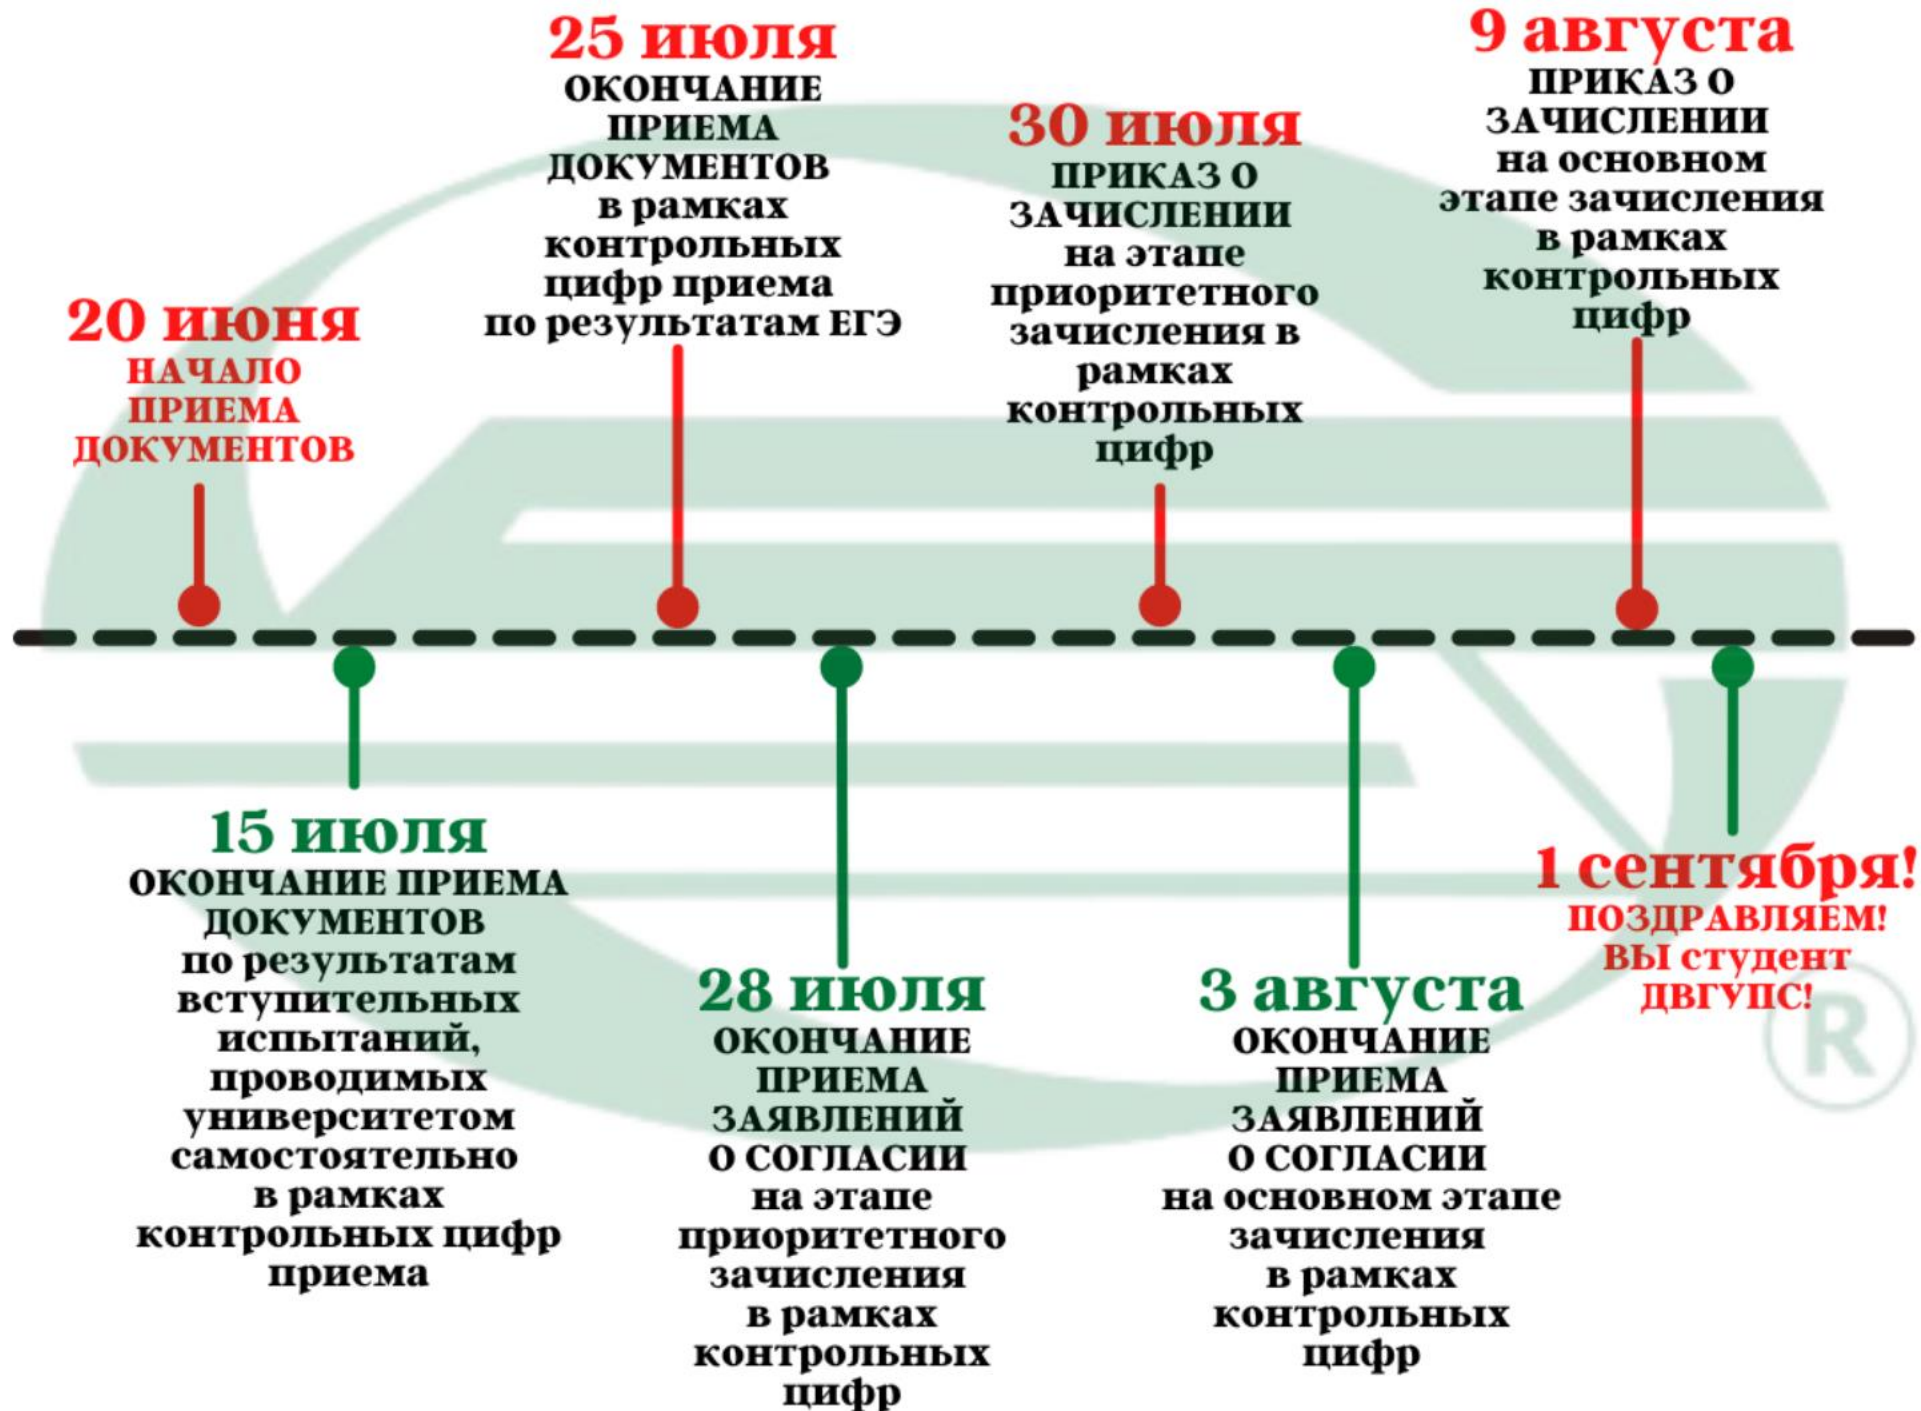 20 июня
НАЧАЛО
ПРИЕМА
ДОКУМЕНТОВ
15 июля
ОКОНЧАНИЕ ПРИЕМА
ДОКУМЕНТОВ
по результатам
вступительных
испытаний,
проводимых
университетом
самостоятельно
в рамках
контрольных цифр
приема
25 июля
ОКОНЧАНИЕ
ПРИЕМА
ДОКУМЕНТОВ
в рамках
контрольных
цифр приема
по результатам ЕГЭ
28 июля
ОКОНЧАНИЕ
ПРИЕМА
ЗАЯВЛЕНИЙ
О СОГЛАСИИ
на этапе
приоритетного
зачисления
в рамках
контрольных
цифр
30 июля
ПРИКАЗ О
ЗАЧИСЛЕНИИ
на этапе
приоритетного
зачисления в
рамках
контрольных
цифр
3 августа
ОКОНЧАНИЕ
ПРИЕМА
ЗАЯВЛЕНИЙ
О СОГЛАСИИ
на основном этапе
зачисления
в рамках
контрольных
цифр
9 августа
ПРИКАЗ О
ЗАЧИСЛЕНИИ
на основном
этапе зачисления
в рамках
контрольных
цифр
1 сентября!
ПОЗДРАВЛЯЕМ!
ВЫ студент
ДВГУПС!
®